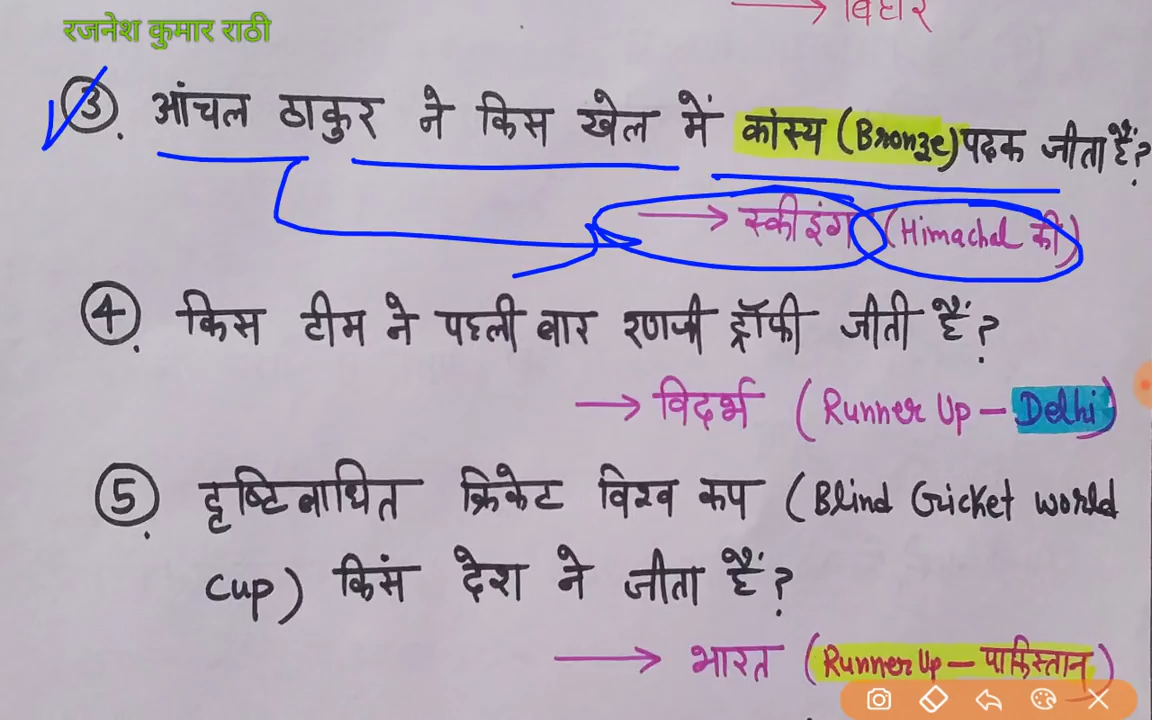 → बिहार
रजनेश कुमार राठी
③. आंचल ठाकुर ने किस खेल में कांस्य (Bronze) पदक जीता हैं?
→ स्कीइंग (Himachal की)
④. किस टीम ने पहली बार रणजी ट्रॉफी जीती हैं?
→ विदर्भ (Runner Up - Delhi)
⑤. दृष्टिबाधित क्रिकेट विश्व कप (Blind Cricket world
cup) किस देश ने जीता हैं?
→ भारत (Runner Up - पाकिस्तान)